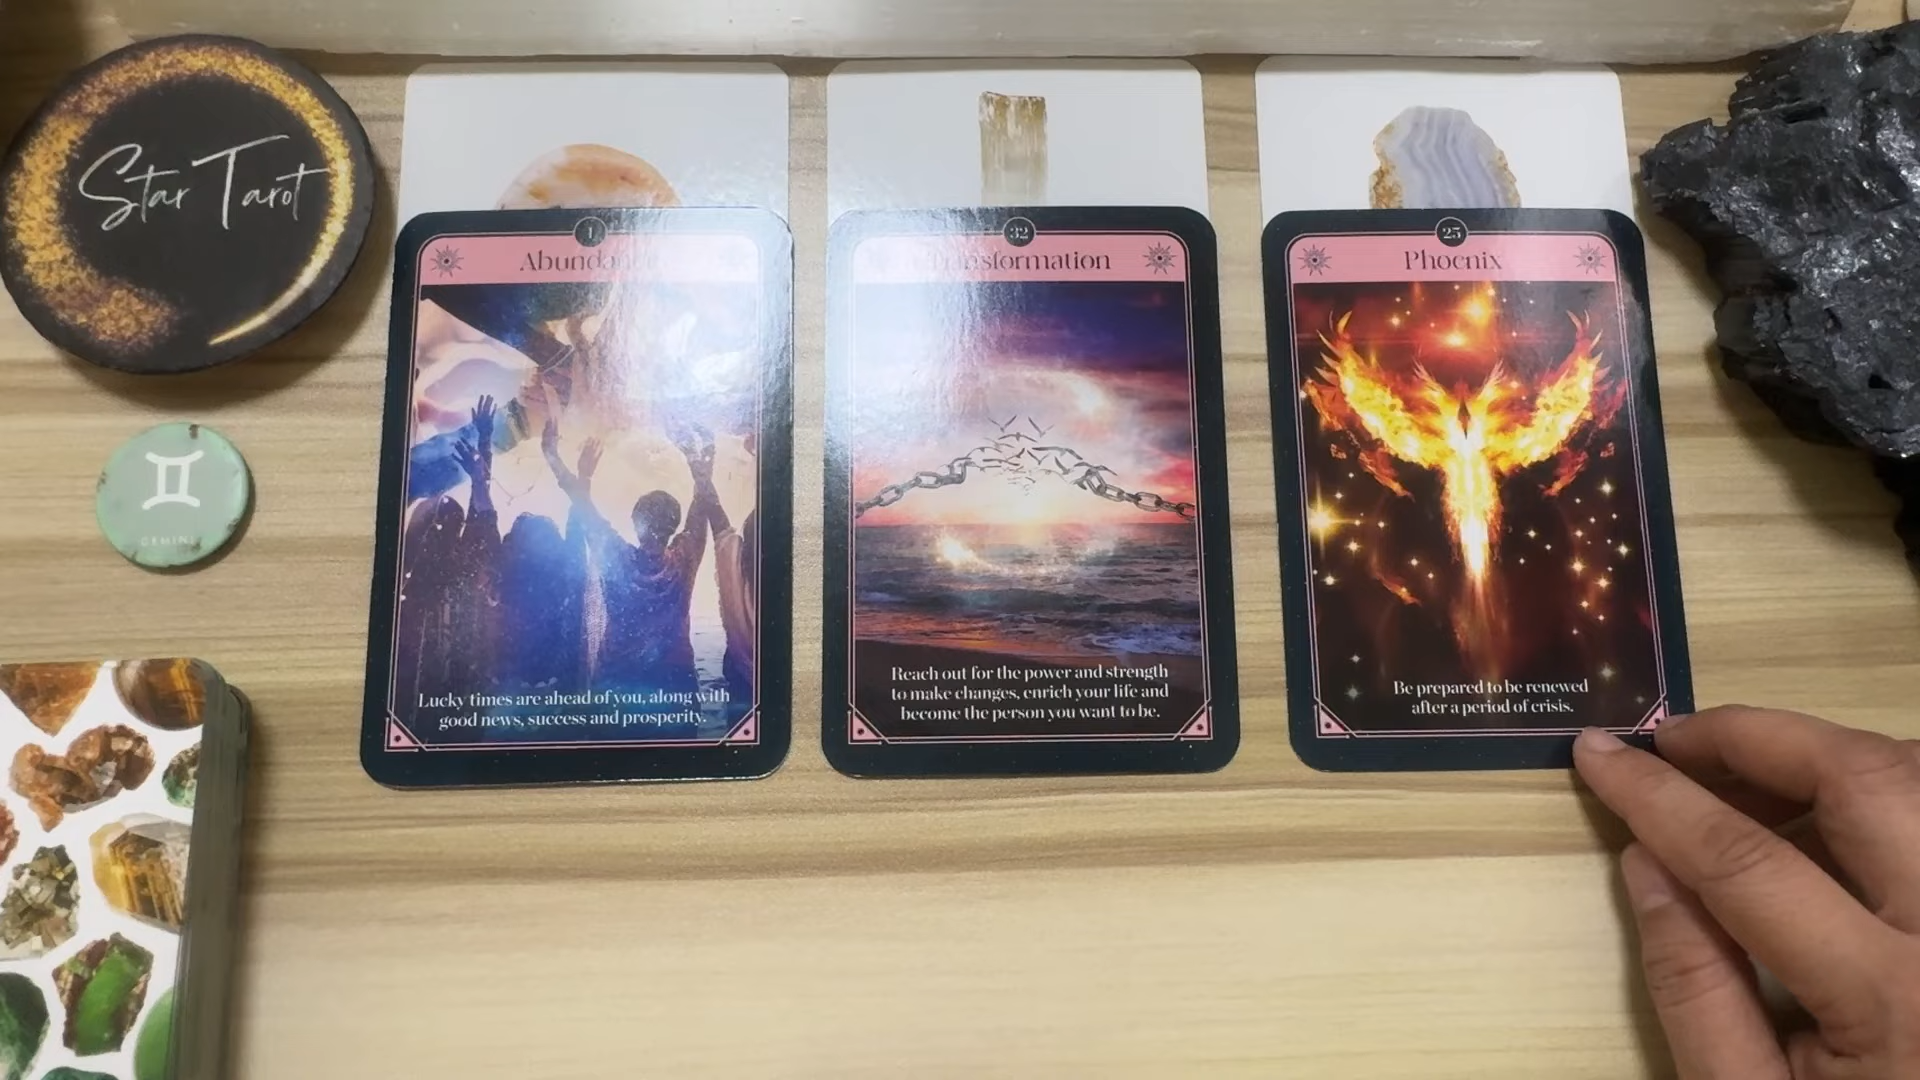 Star Tarot
GEMINI
1
Abundance
Lucky times are ahead of you, along with
good news, success and prosperity.
32
Transformation
Reach out for the power and strength
to make changes, enrich your life and
become the person you want to be.
25
Phoenix
Be prepared to be renewed
after a period of crisis.